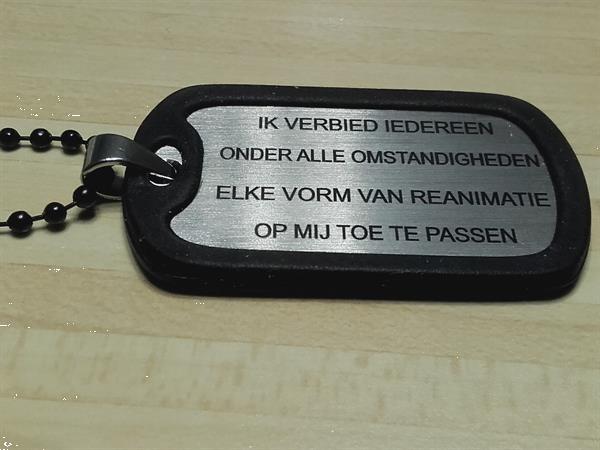 IK VERBIED IEDEREEN
ONDER ALLE OMSTANDIGHEDEN
ELKE VORM VAN REANIMATIE
OP MIJ TOE TE PASSEN